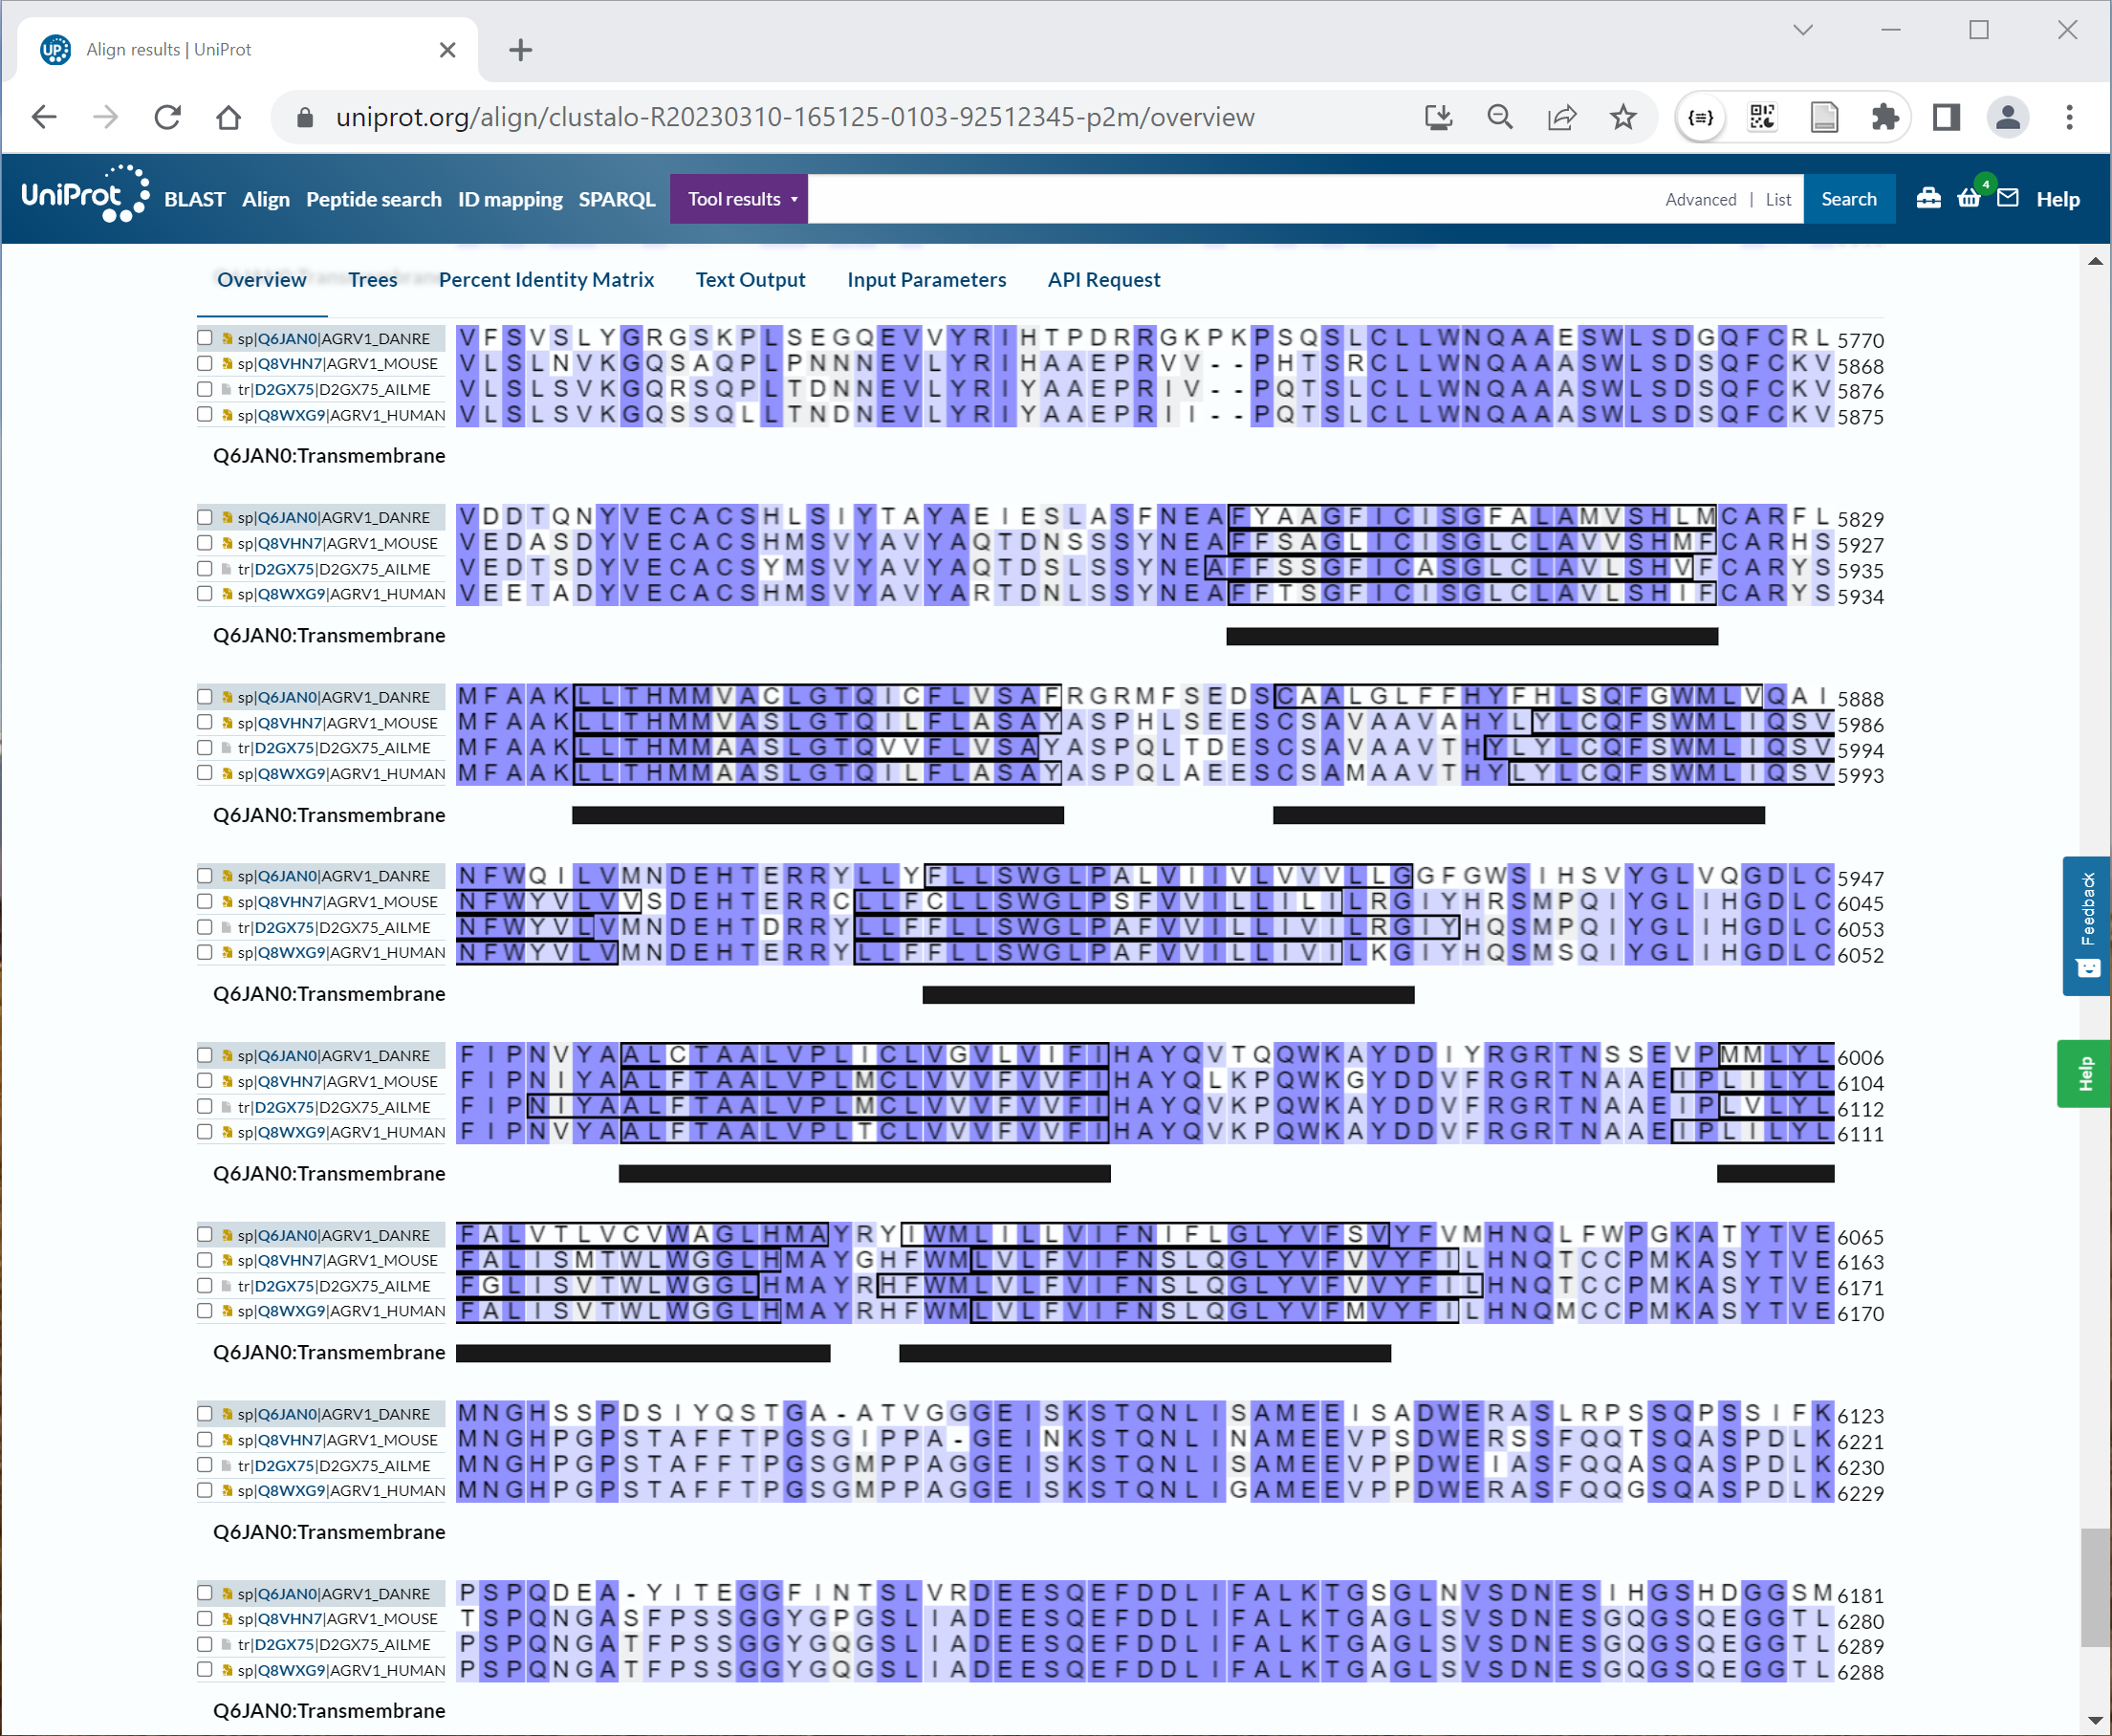 Align results | UniProt
uniprot.org/align/clustalo-R20230310-165125-0103-92512345-p2m/overview
UniProt BLAST Align Peptide search ID mapping SPARQL Tool results Advanced | List Search 4 Help
Overview Trees Percent Identity Matrix Text Output Input Parameters API Request
sp|Q6JAN0|AGRV1_DANRE VFSVSLYGRGSKPLSEGQEVVYRIHTPDRRGKPKPSQSLCLLWNQAAESWLSDGQFCRL 5770
sp|Q8VHN7|AGRV1_MOUSE VLSLNVKGQSAQPLPNNNEVLYRIHAAEPRVV--PHTSRCLLWNQAAASWLSDSQFCKV 5868
tr|D2GX75|D2GX75_AILME VLSLSVKGQRSQPLTDNNEVLYRIYAAEPRIV--PQTSLCLLWNQAAASWLSDSQFCKV 5876
sp|Q8WXG9|AGRV1_HUMAN VLSLSVKGQSSQLLTNDNEVLYRIYAAEPRII--PQTSLCLLWNQAAASWLSDSQFCKV 5875
Q6JAN0:Transmembrane
sp|Q6JAN0|AGRV1_DANRE VDDTQNYVECACSHLSIYTAYAEIESLASFNEAFYAAGFICISGFALAMVSHLMCARFL 5829
sp|Q8VHN7|AGRV1_MOUSE VEDASDYVECACSHMSVYAVYAQTDNSSSYNEAFFSAGLICISGLCLAVVSHMFCARHS 5927
tr|D2GX75|D2GX75_AILME VEDTSDYVECACSYMSVYAVYAQTDSLSSYNEAFFSSGFICASGLCLAVLSHVFCARYS 5935
sp|Q8WXG9|AGRV1_HUMAN VEETADYVECACSHMSVYAVYARTDNLSSYNEAFFTSGFICISGLCLAVLSHIFCARYS 5934
Q6JAN0:Transmembrane
sp|Q6JAN0|AGRV1_DANRE MFAAKLLTHMMVACLGTQICFLVSAFRGRMFSEDSCAALGLFFHYFHLSQFGWMLVQAI 5888
sp|Q8VHN7|AGRV1_MOUSE MFAAKLLTHMMVASLGTQILFLASAYASPHLSEESCSAVAAVAHYLYLCQFSWMLIQSV 5986
tr|D2GX75|D2GX75_AILME MFAAKLLTHMMAASLGTQVVFLVSAYASPQLTDESCSAVAAVTHYLYLCQFSWMLIQSV 5994
sp|Q8WXG9|AGRV1_HUMAN MFAAKLLTHMMAASLGTQILFLASAYASPQLAEESCSAMAAVTHYLYLCQFSWMLIQSV 5993
Q6JAN0:Transmembrane
sp|Q6JAN0|AGRV1_DANRE NFWQILVMNDEHTERRYLLYFLLSWGLPALVIIVLVVVLLGGFGWSIHSVYGLVQGDLC 5947
sp|Q8VHN7|AGRV1_MOUSE NFWYVLVVSDEHTERRCLLFCLLSWGLPSFVVILLILILRGIYHRSMPQIYGLIHGDLC 6045
tr|D2GX75|D2GX75_AILME NFWYVLVMNDEHTDRRYLLFFLLSWGLPAFVVILLIVILRGIYHQSMPQIYGLIHGDLC 6053
sp|Q8WXG9|AGRV1_HUMAN NFWYVLVMNDEHTERRYLLFFLLSWGLPAFVVILLIVILKGIYHQSMSQIYGLIHGDLC 6052
Q6JAN0:Transmembrane
sp|Q6JAN0|AGRV1_DANRE FIPNVYAALCTAALVPLICLVGVLVIFIHAYQVTQQWKAYDDIYRGRTNSSEVPMMLYL 6006
sp|Q8VHN7|AGRV1_MOUSE FIPNIYAALFTAALVPLMCLVVVFVVFIHAYQLKPQWKGYDDVFRGRTNAAEIPLILYL 6104
tr|D2GX75|D2GX75_AILME FIPNIYAALFTAALVPLMCLVVVFVVFIHAYQVKPQWKAYDDVFRGRTNAAEIPLVLYL 6112
sp|Q8WXG9|AGRV1_HUMAN FIPNVYAALFTAALVPLTCLVVVFVVFIHAYQVKPQWKAYDDVFRGRTNAAEIPLILYL 6111
Q6JAN0:Transmembrane
sp|Q6JAN0|AGRV1_DANRE FALVTLVCVWAGLHMAYRYIWMLILLVIFNIFLGLYVFSVYFVMHNQLFWPGKATYTVE 6065
sp|Q8VHN7|AGRV1_MOUSE FALISMTWLWGGLHMAYGHFWMLVLFVIFNSLQGLYVFVVYFILHNQTCCPMKASYTVE 6163
tr|D2GX75|D2GX75_AILME FGLISVTWLWGGLHMAYRHFWMLVLFVIFNSLQGLYVFVVYFILHNQTCCPMKASYTVE 6171
sp|Q8WXG9|AGRV1_HUMAN FALISVTWLWGGLHMAYRHFWMLVLFVIFNSLQGLYVFMVYFILHNQMCCPMKASYTVE 6170
Q6JAN0:Transmembrane
sp|Q6JAN0|AGRV1_DANRE MNGHSSPDSIYQSTGA-ATVGGGEISKSTQNLISAMEEISADWERASLRPSSQPSSIFK 6123
sp|Q8VHN7|AGRV1_MOUSE MNGHPGPSTAFFTPGSGIPPA-GEINKSTQNLINAMEEVPSDWERSSFQQTSQASPDLK 6221
tr|D2GX75|D2GX75_AILME MNGHPGPSTAFFTPGSGMPPAGGEISKSTQNLISAMEEVPPDWEIASFQQASQASPDLK 6230
sp|Q8WXG9|AGRV1_HUMAN MNGHPGPSTAFFTPGSGMPPAGGEISKSTQNLIGAMEEVPPDWERASFQQGSQASPDLK 6229
Q6JAN0:Transmembrane
sp|Q6JAN0|AGRV1_DANRE PSPQDEA-YITEGGFINTSLVRDEESQEFDDLIFALKTGSGLNVSDNESIHGSHDGGSM 6181
sp|Q8VHN7|AGRV1_MOUSE TSPQNGASFPSSGGYGPGSLIADEESQEFDDLIFALKTGAGLSVSDNESGQGSQEGGTL 6280
tr|D2GX75|D2GX75_AILME PSPQNGATFPSSGGYGQGSLIADEESQEFDDLIFALKTGAGLSVSDNESGQGSQEGGTL 6289
sp|Q8WXG9|AGRV1_HUMAN PSPQNGATFPSSGGYGQGSLIADEESQEFDDLIFALKTGAGLSVSDNESGQGSQEGGTL 6288
Q6JAN0:Transmembrane
Feedback
Help